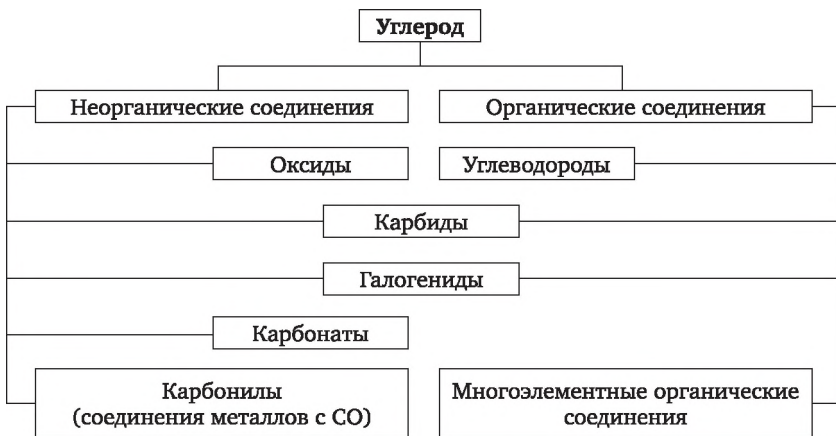 Углерод
Неорганические соединения
Органические соединения
Оксиды
Углеводороды
Карбиды
Галогениды
Карбонаты
Карбонилы
(соединения металлов с CO)
Многоэлементные органические
соединения